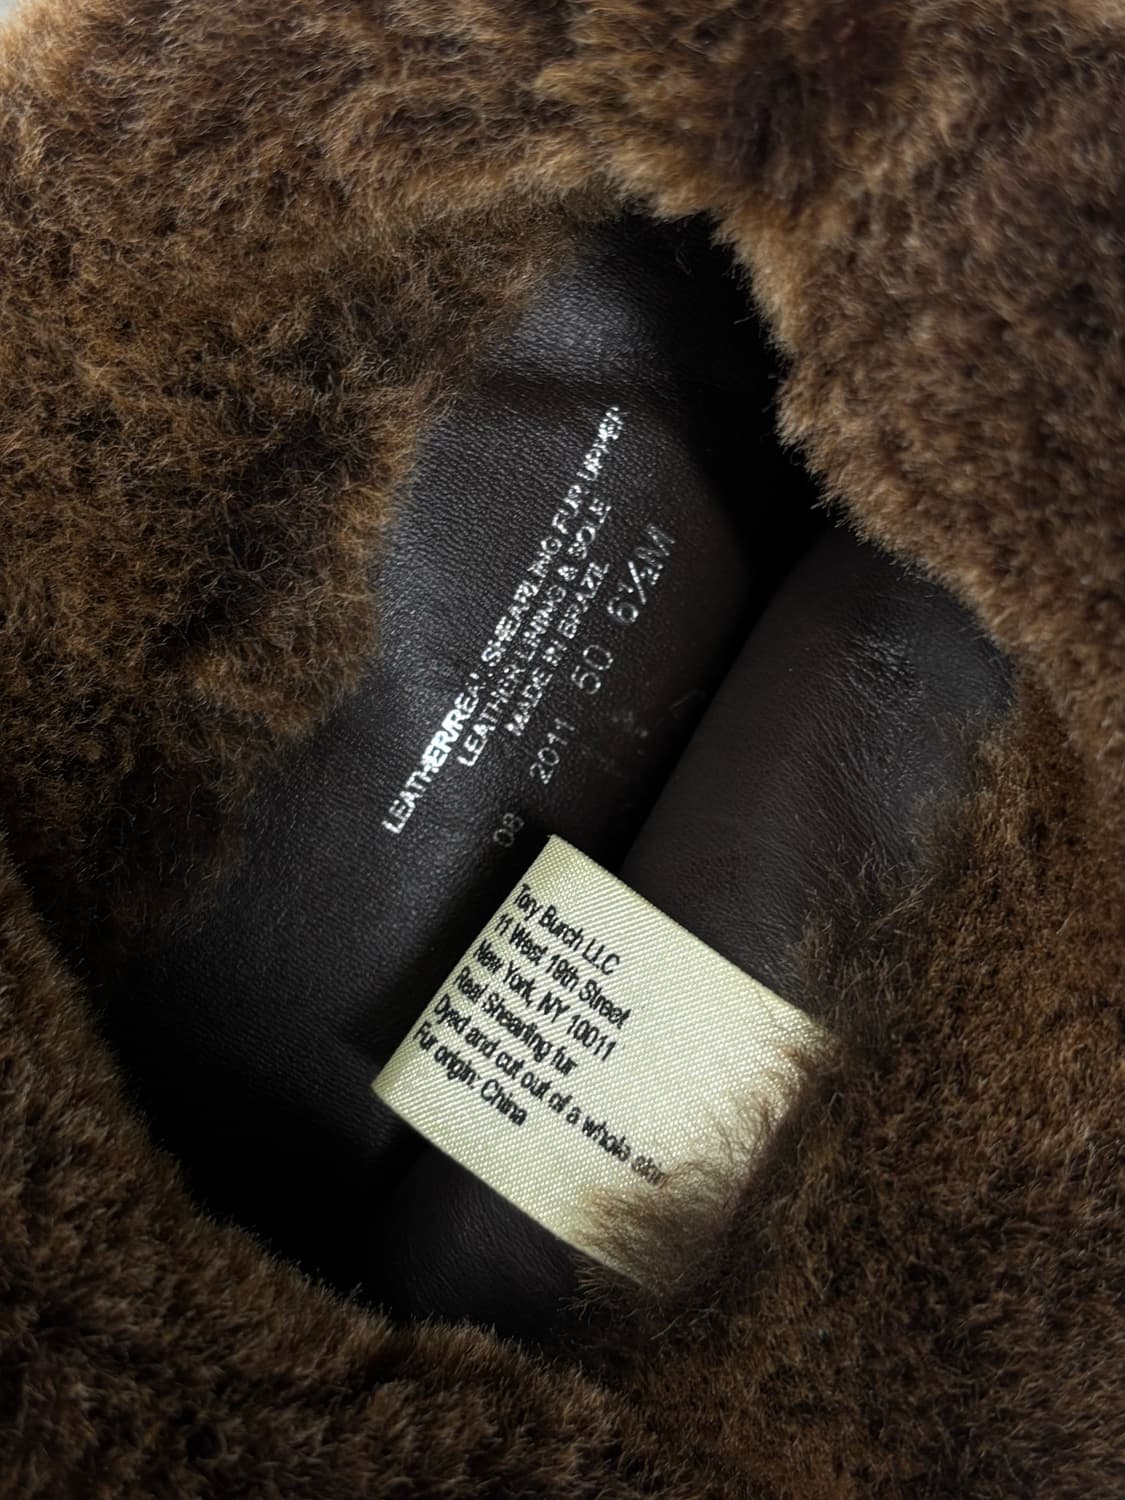 LEATHER/REAL SHEARLING FUR UPPER
LEATHER LINING & SOLE
MADE IN BRAZIL
08 2011 60 6½M
Tory Burch LLC
11 West 19th Street
New York, NY 10011
Real Shearling fur
Dyed and cut out of a whole skin
Fur origin: China